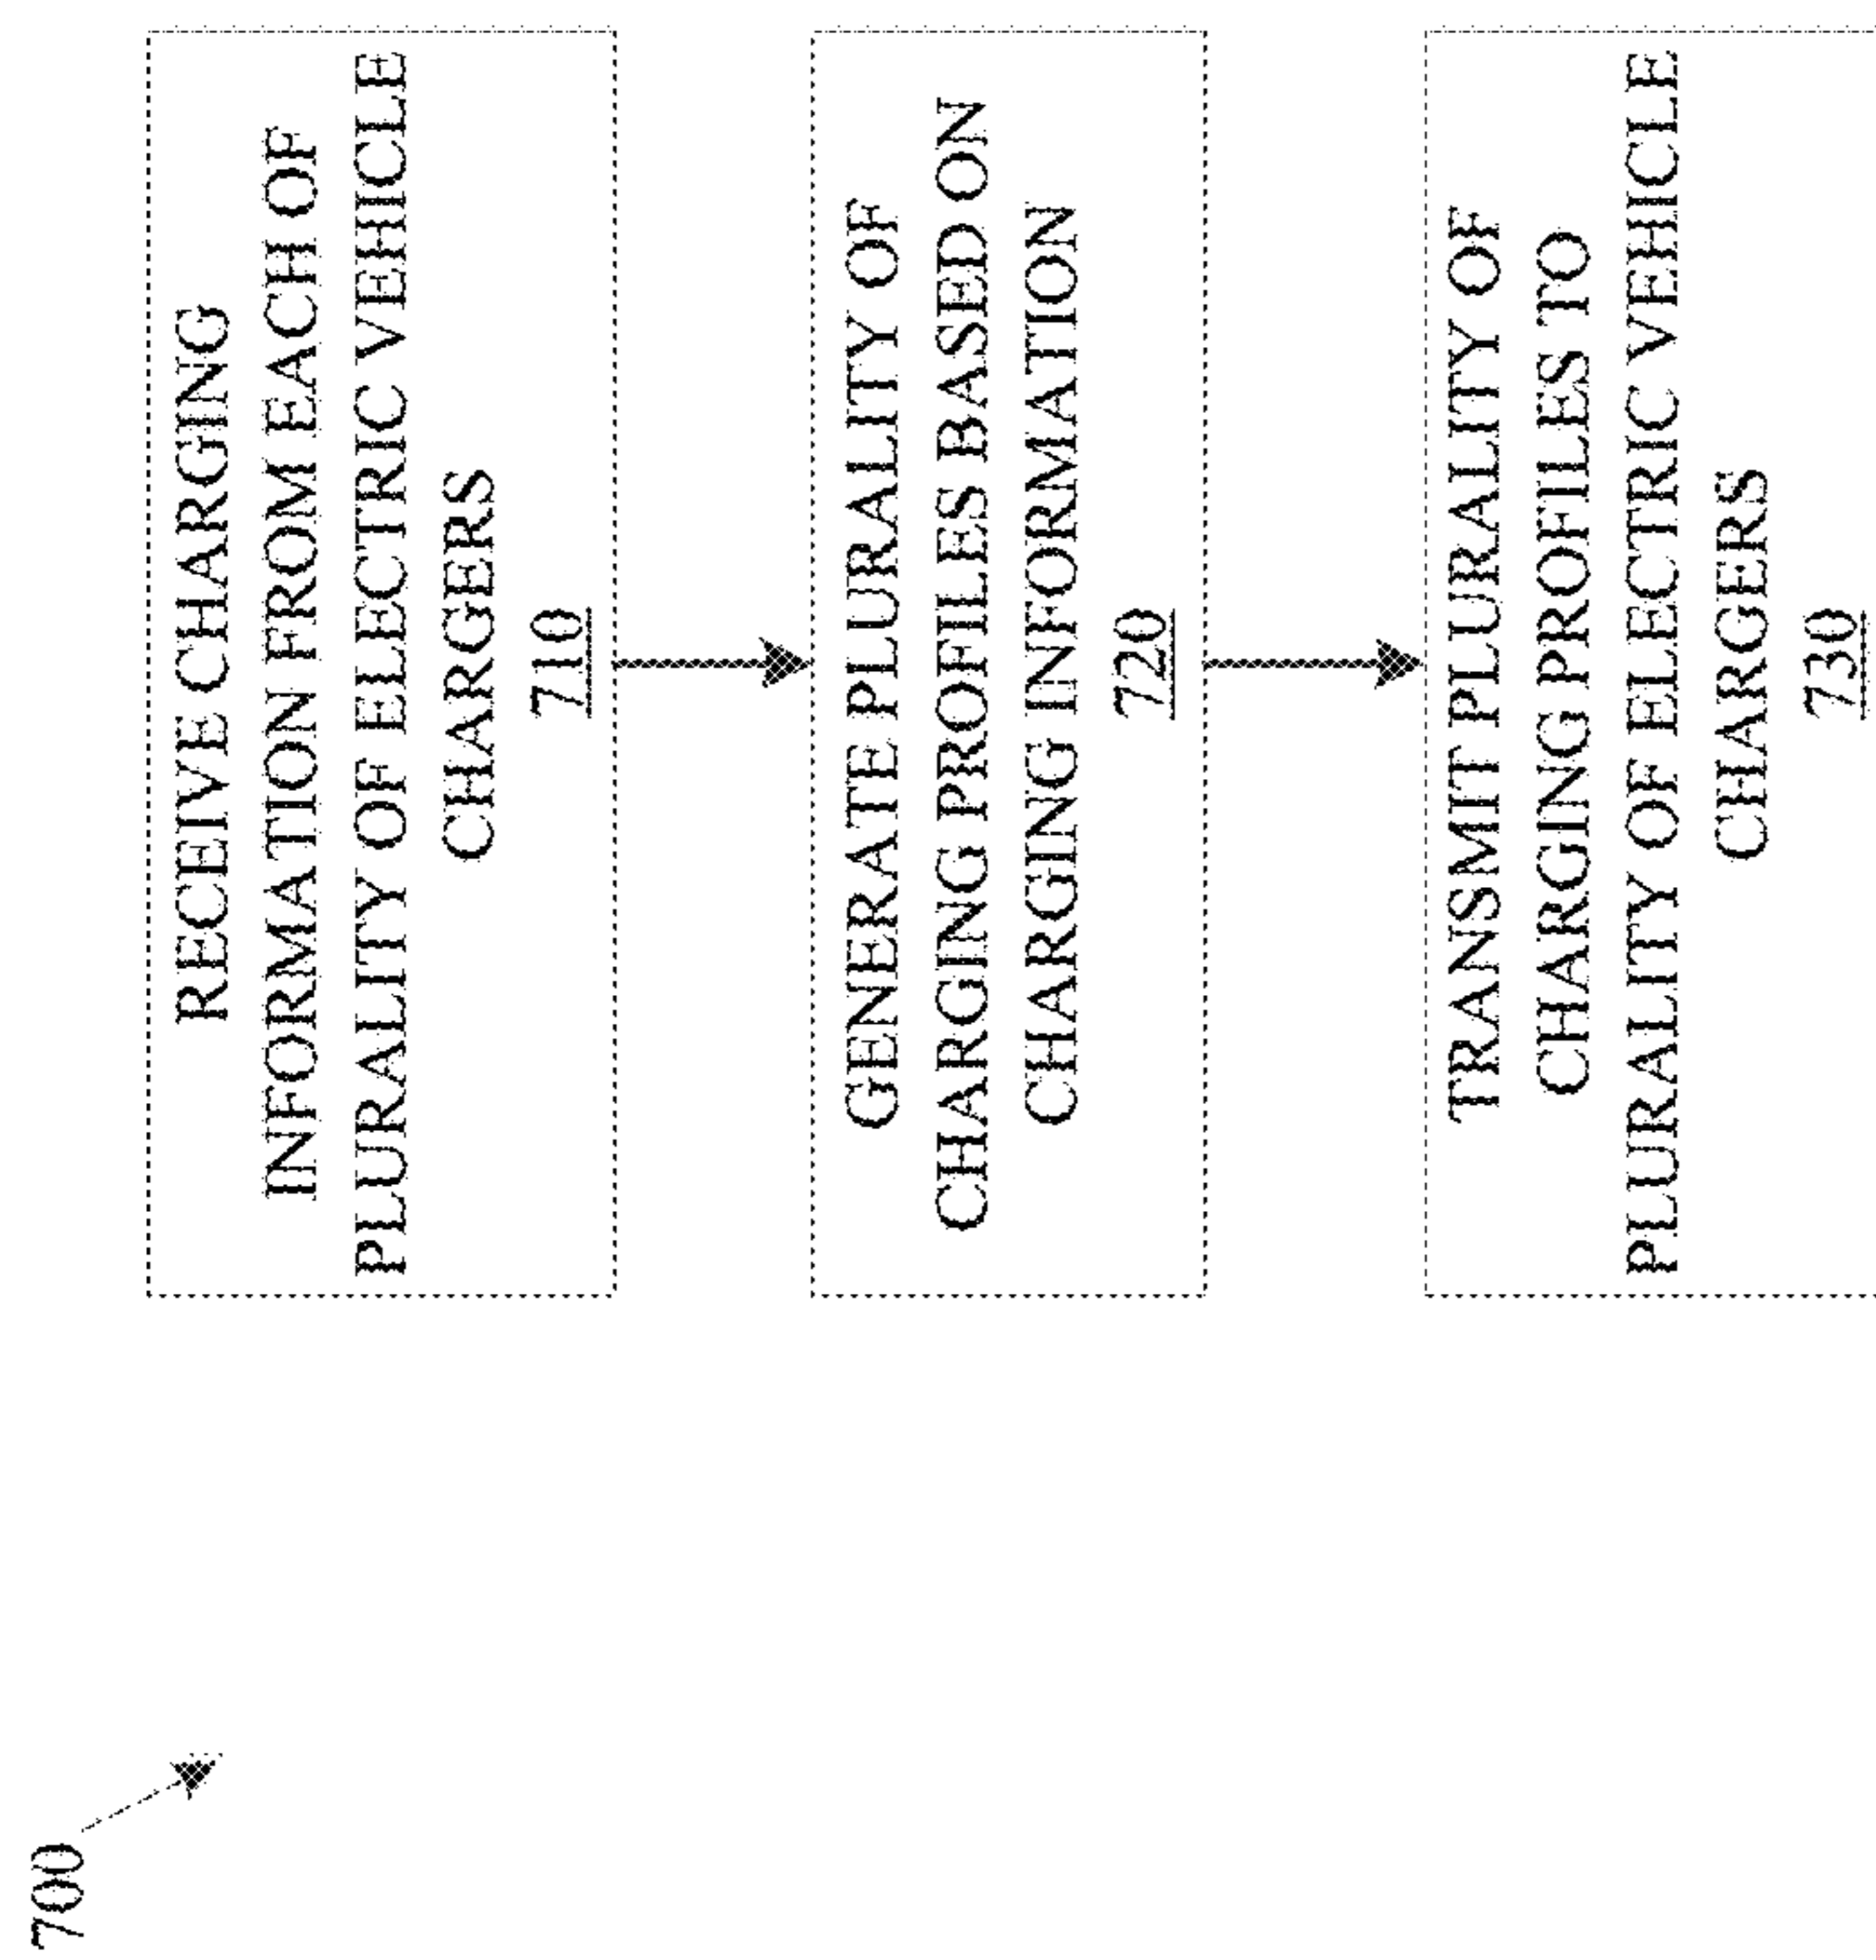 700
RECEIVE CHARGING
INFORMATION FROM EACH OF
PLURALITY OF ELECTRIC VEHICLE
CHARGERS
710
GENERATE PLURALITY OF
CHARGING PROFILES BASED ON
CHARGING INFORMATION
720
TRANSMIT PLURALITY OF
CHARGING PROFILES TO
PLURALITY OF ELECTRIC VEHICLE
CHARGERS
730